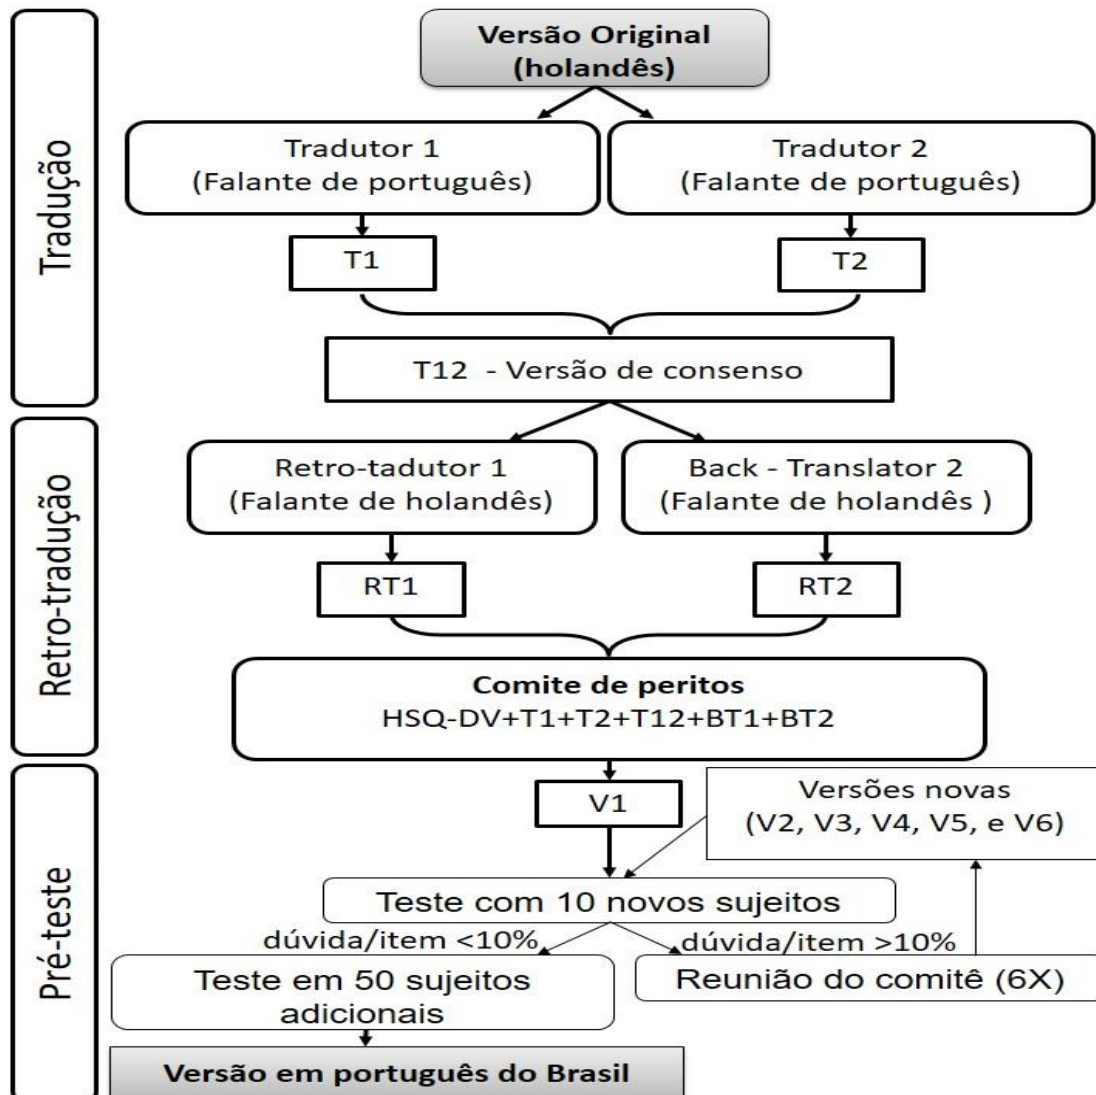 Versão Original
(holandês)
Tradução
Tradutor 1
(Falante de português)
Tradutor 2
(Falante de português)
T1
T2
T12 - Versão de consenso
Retro-tradução
Retro-tadutor 1
(Falante de holandês)
Back - Translator 2
(Falante de holandês )
RT1
RT2
Comite de peritos
HSQ-DV+T1+T2+T12+BT1+BT2
Pré-teste
V1
Versões novas
(V2, V3, V4, V5, e V6)
Teste com 10 novos sujeitos
dúvida/item <10%
dúvida/item >10%
Teste em 50 sujeitos
adicionais
Reunião do comitê (6X)
Versão em português do Brasil